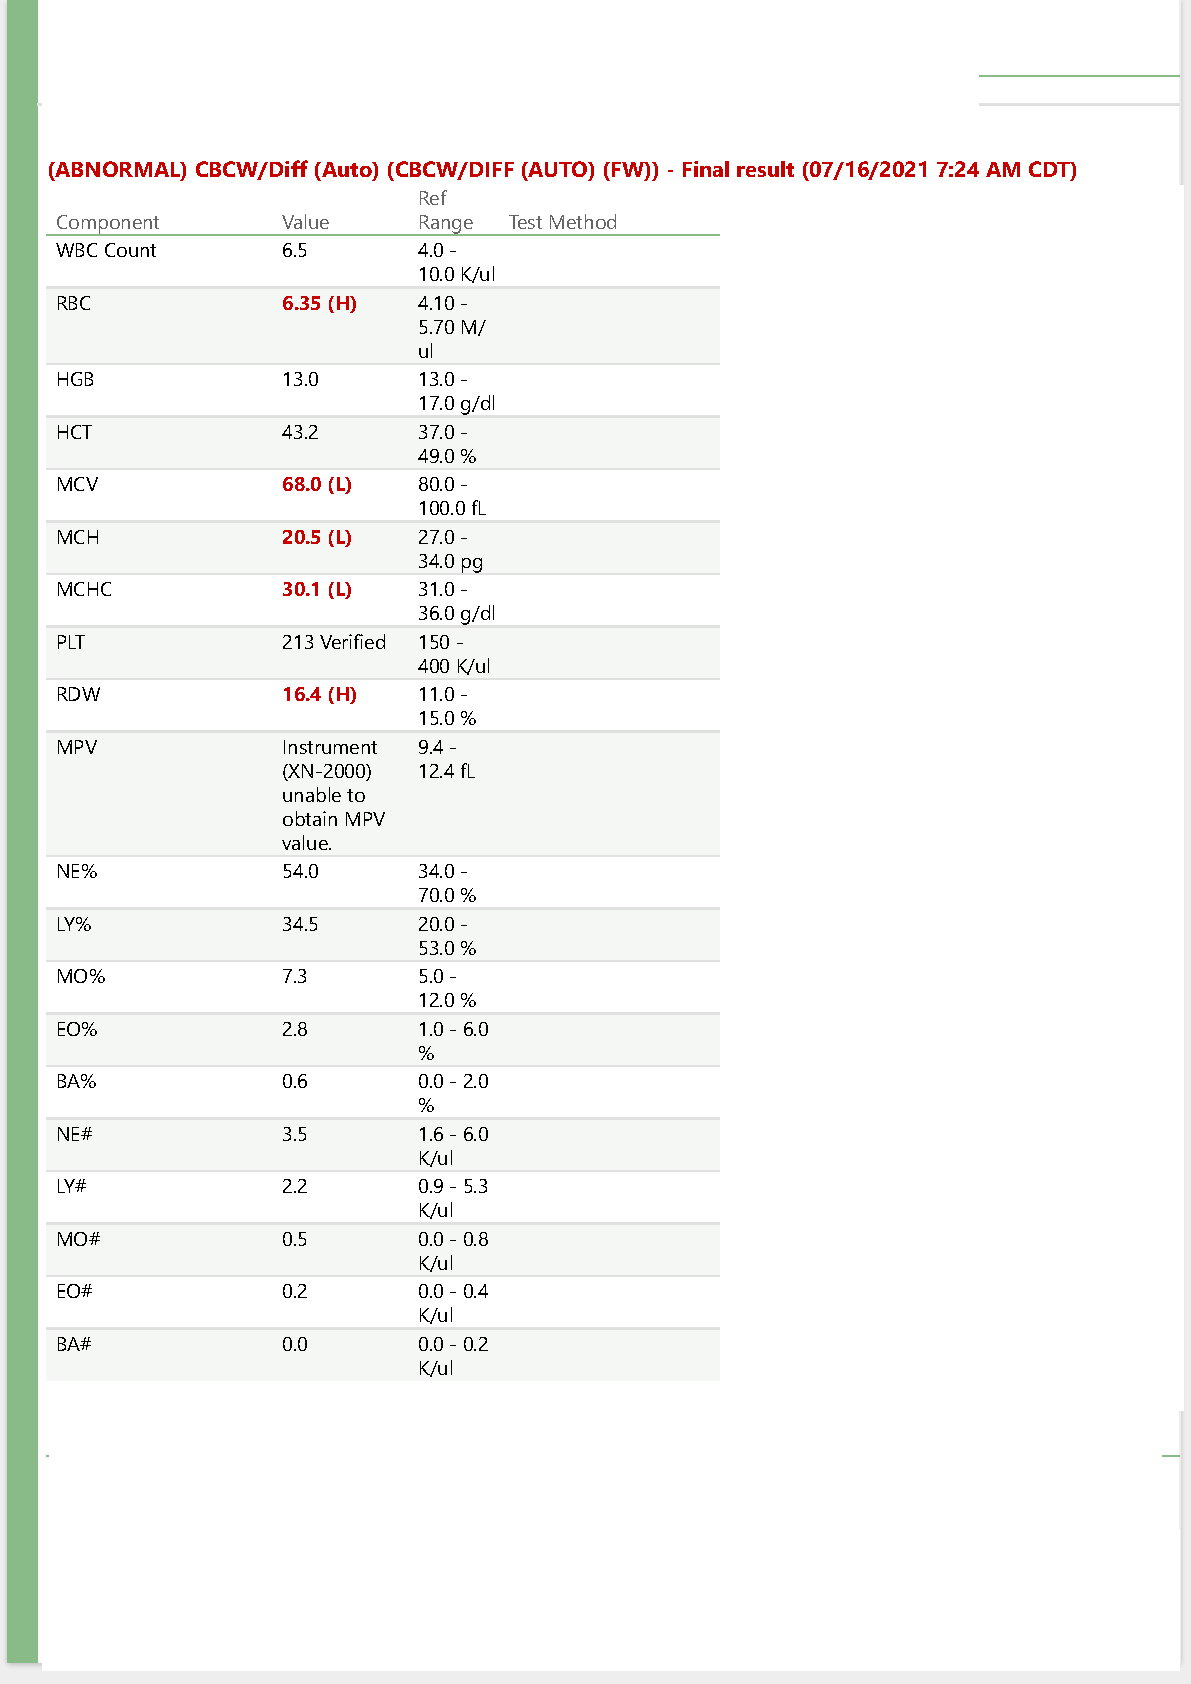 (ABNORMAL) CBCW/Diff (Auto) (CBCW/DIFF (AUTO) (FW)) - Final result (07/16/2021 7:24 AM CDT)
Ref
Component Value Range Test Method
WBC Count 6.5 4.0 -
10.0 K/ul
RBC 6.35 (H) 4.10 -
5.70 M/
ul
HGB 13.0 13.0 -
17.0 g/dl
HCT 43.2 37.0 -
49.0 %
MCV 68.0 (L) 80.0 -
100.0 fL
MCH 20.5 (L) 27.0 -
34.0 pg
MCHC 30.1 (L) 31.0 -
36.0 g/dl
PLT 213 Verified 150 -
400 K/ul
RDW 16.4 (H) 11.0 -
15.0 %
MPV Instrument 9.4 -
(XN-2000) 12.4 fL
unable to
obtain MPV
value.
NE% 54.0 34.0 -
70.0 %
LY% 34.5 20.0 -
53.0 %
MO% 7.3 5.0 -
12.0 %
EO% 2.8 1.0 - 6.0
%
BA% 0.6 0.0 - 2.0
%
NE# 3.5 1.6 - 6.0
K/ul
LY# 2.2 0.9 - 5.3
K/ul
MO# 0.5 0.0 - 0.8
K/ul
EO# 0.2 0.0 - 0.4
K/ul
BA# 0.0 0.0 - 0.2
K/ul